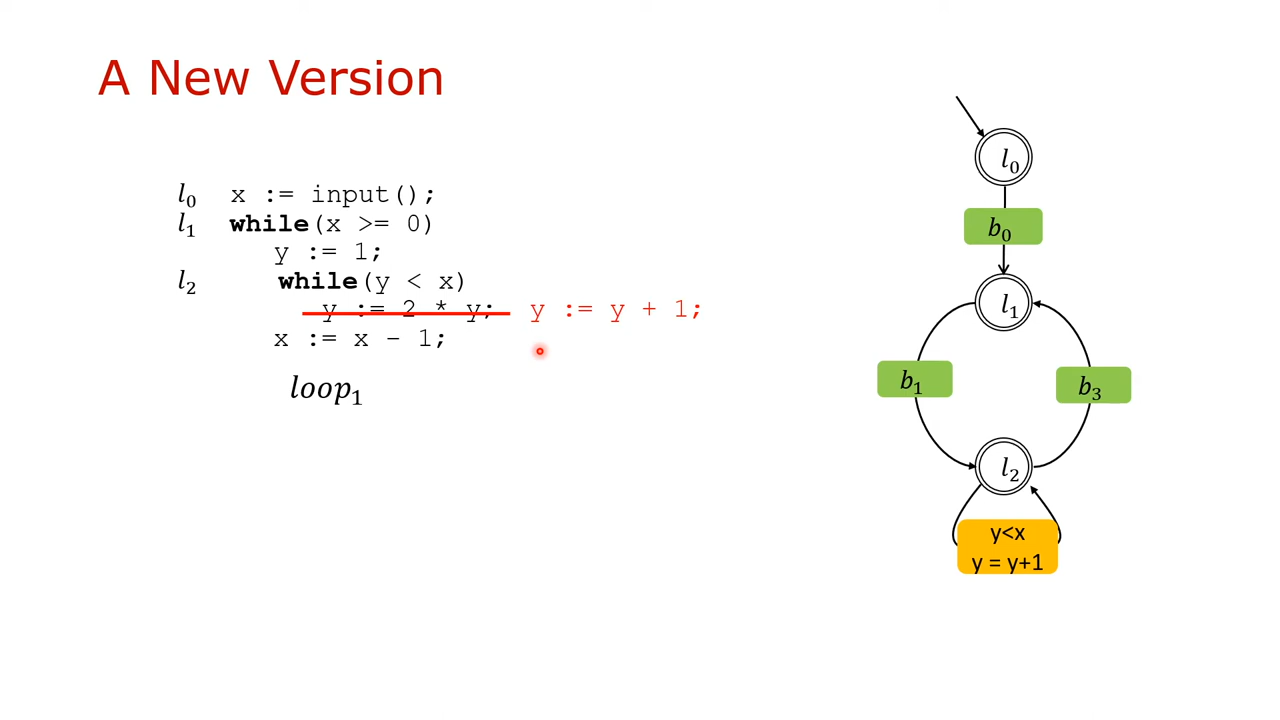 A New Version
l₀ x := input();
l₁ while(x >= 0)
y := 1;
l₂ while(y < x)
y := 2 * y; y := y + 1;
x := x - 1;
loop₁
l₀
b₀
l₁
b₁ b₃
l₂
y<x
y = y+1